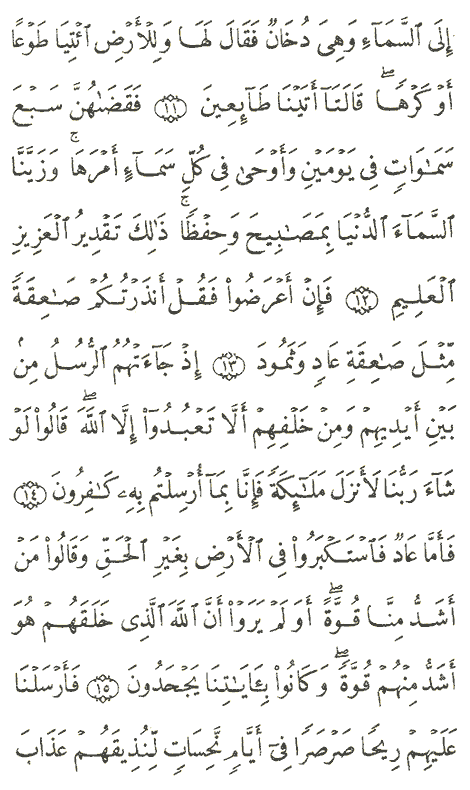 إِلَى ٱلسَّمَآءِ وَهِىَ دُخَانٌ فَقَالَ لَهَا وَلِلْأَرْضِ ٱئْتِيَا طَوْعًا
أَوْ كَرْهًا ۖ قَالَتَآ أَتَيْنَا طَآئِعِينَ ١١ فَقَضَىٰهُنَّ سَبْعَ
سَمَٰوَاتٍ فِى يَوْمَيْنِ وَأَوْحَىٰ فِى كُلِّ سَمَآءٍ أَمْرَهَا ۚ وَزَيَّنَّا
ٱلسَّمَآءَ ٱلدُّنْيَا بِمَصَٰبِيحَ وَحِفْظًا ۚ ذَٰلِكَ تَقْدِيرُ ٱلْعَزِيزِ
ٱلْعَلِيمِ ١٢ فَإِنْ أَعْرَضُوا۟ فَقُلْ أَنذَرْتُكُمْ صَٰعِقَةً
مِّثْلَ صَٰعِقَةِ عَادٍ وَثَمُودَ ١٣ إِذْ جَآءَتْهُمُ ٱلرُّسُلُ مِنۢ
بَيْنِ أَيْدِيهِمْ وَمِنْ خَلْفِهِمْ أَلَّا تَعْبُدُوٓا۟ إِلَّا ٱللَّهَ ۖ قَالُوا۟ لَوْ
شَآءَ رَبُّنَا لَأَنزَلَ مَلَٰٓئِكَةً فَإِنَّا بِمَآ أُرْسِلْتُم بِهِۦ كَٰفِرُونَ ١٤
فَأَمَّا عَادٌ فَٱسْتَكْبَرُوا۟ فِى ٱلْأَرْضِ بِغَيْرِ ٱلْحَقِّ وَقَالُوا۟ مَنْ
أَشَدُّ مِنَّا قُوَّةً ۖ أَوَلَمْ يَرَوْا۟ أَنَّ ٱللَّهَ ٱلَّذِى خَلَقَهُمْ هُوَ
أَشَدُّ مِنْهُمْ قُوَّةً ۖ وَكَانُوا۟ بِـَٔايَٰتِنَا يَجْحَدُونَ ١٥ فَأَرْسَلْنَا
عَلَيْهِمْ رِيحًا صَرْصَرًا فِىٓ أَيَّامٍ نَّحِسَاتٍ لِّنُذِيقَهُمْ عَذَابَ